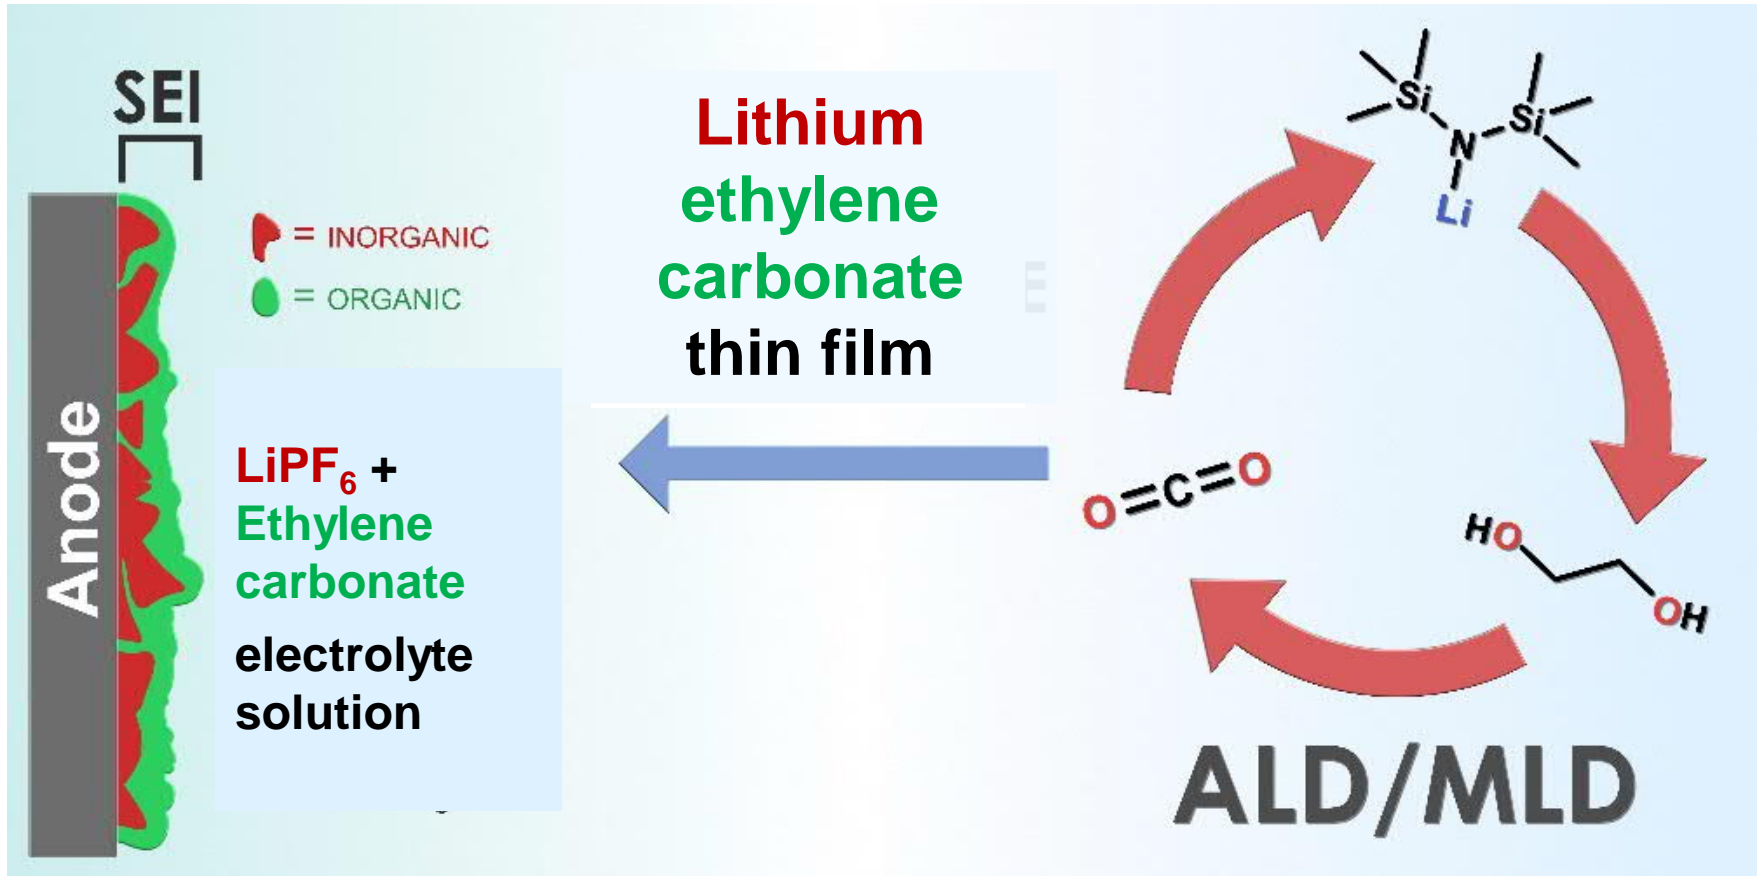 SEI
= INORGANIC
= ORGANIC
Anode
LiPF₆ +
Ethylene
carbonate
electrolyte
solution
Lithium
ethylene
carbonate
thin film
Si
Si
N
Li
O=C=O
HO
OH
ALD/MLD